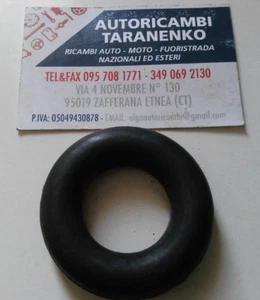 AUTORICAMBI
TARANENKO
RICAMBI AUTO - MOTO - FUORISTRADA
NAZIONALI ED ESTERI
TEL&FAX 095 708 1771 - 349 069 2130
VIA 4 NOVEMBRE N° 130
95019 ZAFFERANA ETNEA (CT)
P.IVA: 05049430878 - EMAIL: